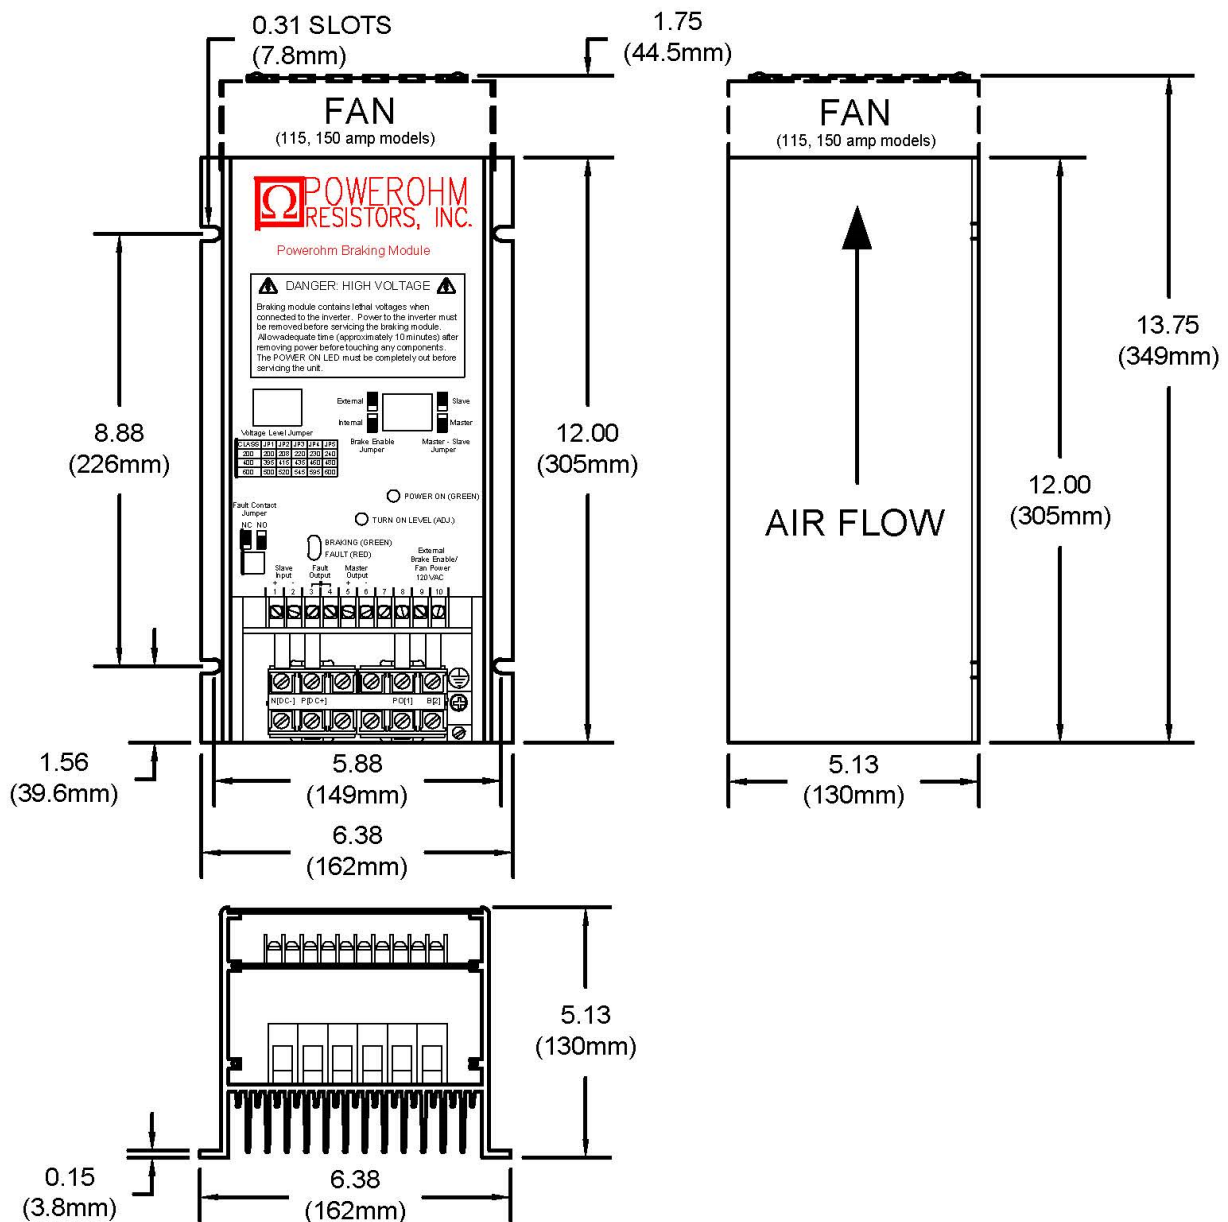 0.31 SLOTS
(7.8mm)
1.75
(44.5mm)
FAN
(115, 150 amp models)
FAN
(115, 150 amp models)
Ω POWEROHM
RESISTORS, INC.
Powerohm Braking Module
DANGER: HIGH VOLTAGE
Braking module contains lethal voltages when
connected to the inverter. Power to the inverter must
be removed before servicing the braking module.
Allow adequate time (approximately 10 minutes) after
removing power before touching any components.
The POWER ON LED must be completely out before
servicing the unit.
External
Internal
Slave
Master
Voltage Level Jumper
Brake Enable
Jumper
Master - Slave
Jumper
CLASS JP1 JP2 JP3 JP4 JP5
200 200 208 220 230 240
400 395 415 435 460 480
600 500 520 545 595 600
POWER ON (GREEN)
TURN ON LEVEL (ADJ.)
Fault Contact
Jumper
NC NO
BRAKING (GREEN)
FAULT (RED)
Slave
Input
Fault
Output
Master
Output
External
Brake Enable/
Fan Power
120 VAC
+ - + -
1 2 3 4 5 6 7 8 9 10
N[DC-] P[DC+] PO[1] B[2]
8.88
(226mm)
12.00
(305mm)
13.75
(349mm)
12.00
(305mm)
AIR FLOW
1.56
(39.6mm)
5.88
(149mm)
6.38
(162mm)
5.13
(130mm)
5.13
(130mm)
0.15
(3.8mm)
6.38
(162mm)